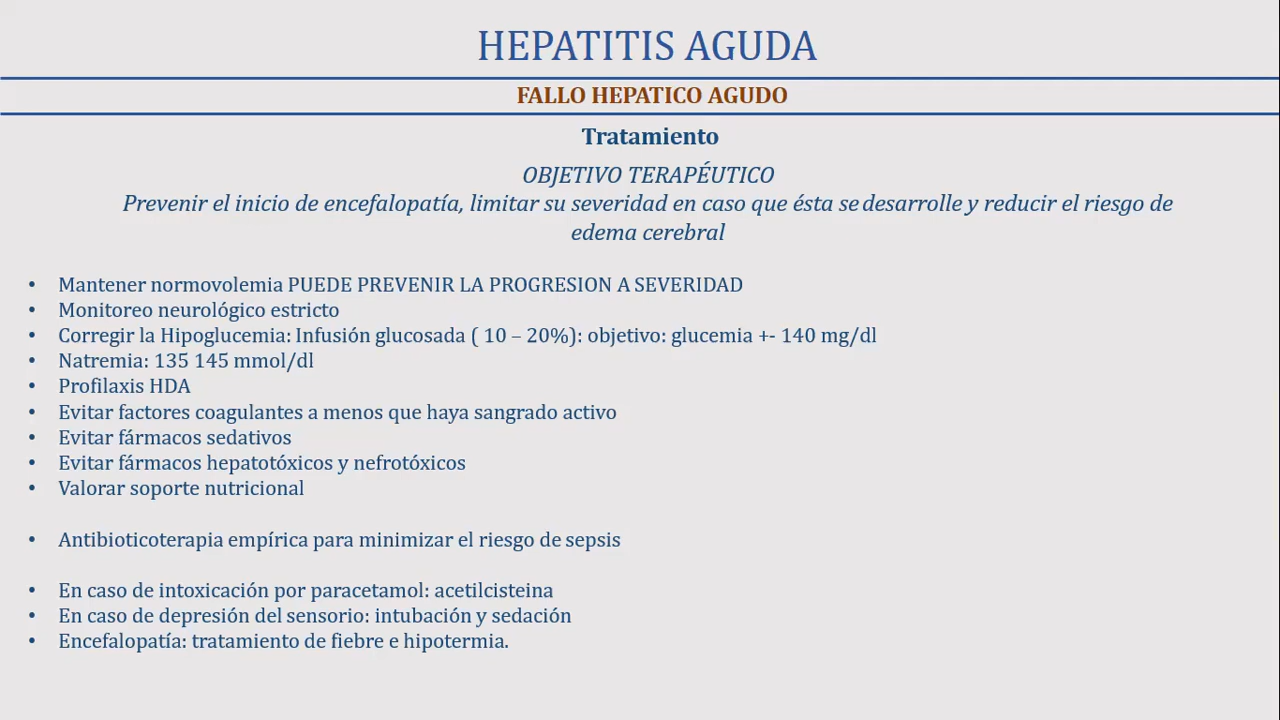 HEPATITIS AGUDA
FALLO HEPATICO AGUDO
Tratamiento
OBJETIVO TERAPÉUTICO
Prevenir el inicio de encefalopatía, limitar su severidad en caso que ésta se desarrolle y reducir el riesgo de
edema cerebral
• Mantener normovolemia PUEDE PREVENIR LA PROGRESION A SEVERIDAD
• Monitoreo neurológico estricto
• Corregir la Hipoglucemia: Infusión glucosada ( 10 – 20%): objetivo: glucemia +- 140 mg/dl
• Natremia: 135 145 mmol/dl
• Profilaxis HDA
• Evitar factores coagulantes a menos que haya sangrado activo
• Evitar fármacos sedativos
• Evitar fármacos hepatotóxicos y nefrotóxicos
• Valorar soporte nutricional
• Antibioticoterapia empírica para minimizar el riesgo de sepsis
• En caso de intoxicación por paracetamol: acetilcisteina
• En caso de depresión del sensorio: intubación y sedación
• Encefalopatía: tratamiento de fiebre e hipotermia.